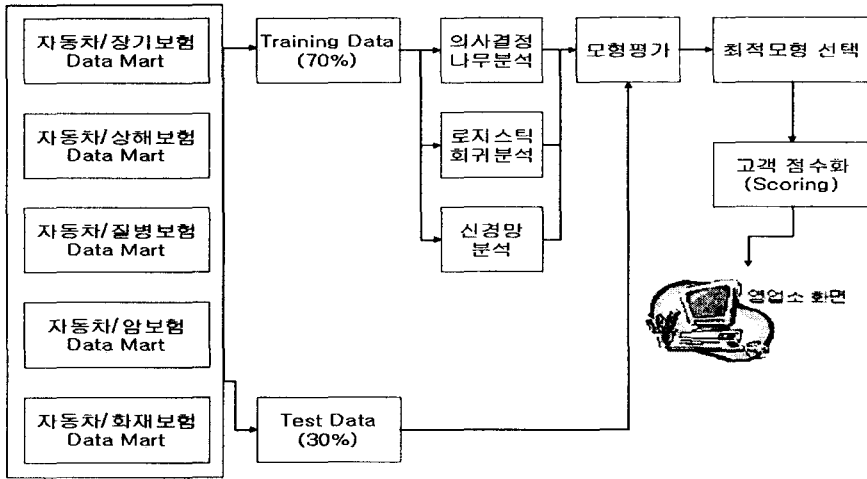 자동차/장기보험
Data Mart
자동차/상해보험
Data Mart
자동차/질병보험
Data Mart
자동차/암보험
Data Mart
자동차/화재보험
Data Mart
Training Data
(70%)
Test Data
(30%)
의사결정
나무분석
로지스틱
회귀분석
신경망
분석
모형평가
최적모형 선택
고객 점수화
(Scoring)
영업소 화면